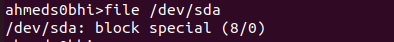 ahmeds0bhi>file /dev/sda
/dev/sda: block special (8/0)